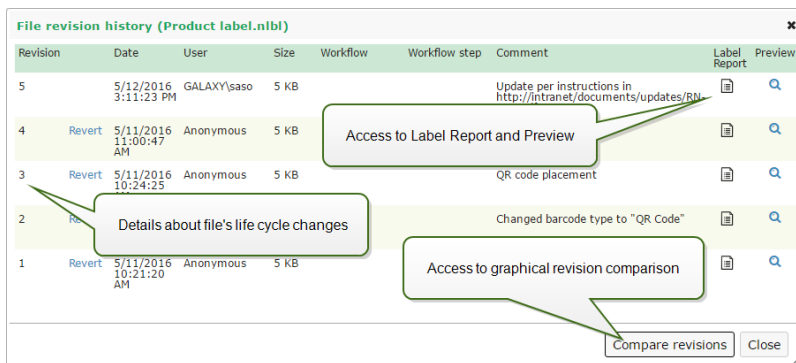 File revision history (Product label.nlbl) ✖
Revision Date User Size Workflow Workflow step Comment Label Report Preview
5 5/12/2016 GALAXY\saso 5 KB Update per instructions in
3:11:23 PM http://intranet/documents/updates/RN-
4 Revert 5/11/2016 Anonymous 5 KB
11:00:47
AM
Access to Label Report and Preview
3 Revert 5/11/2016 Anonymous 5 KB QR code placement
10:24:25
Details about file's life cycle changes
2 Changed barcode type to "QR Code"
1 Revert 5/11/2016 Anonymous 5 KB
10:21:20
AM
Access to graphical revision comparison
Compare revisions Close